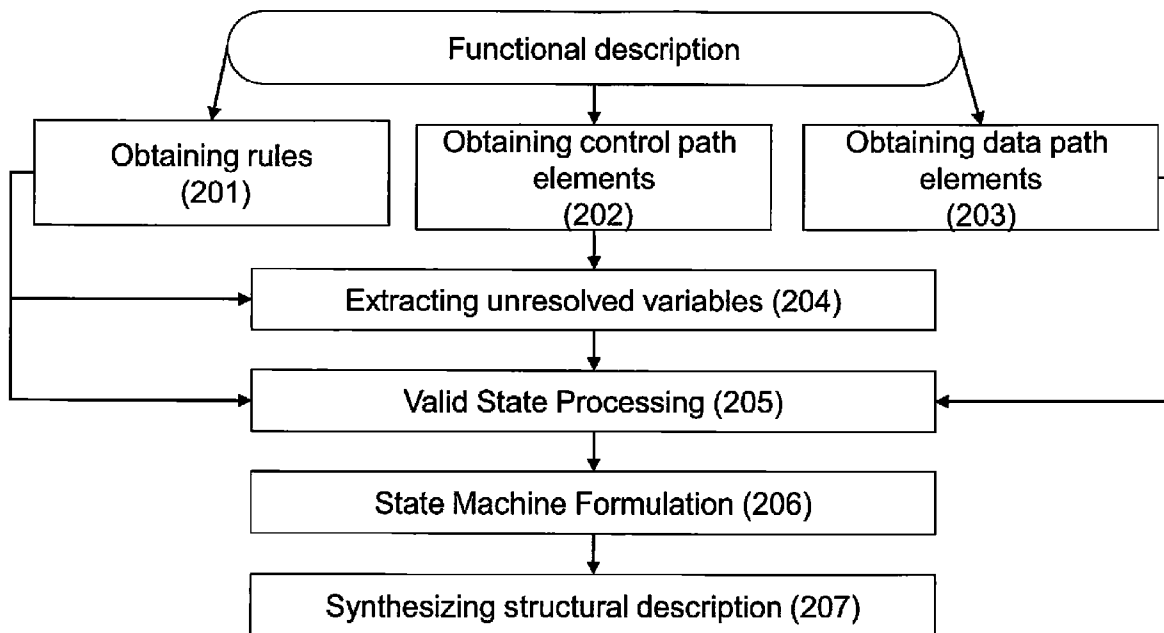 Functional description
Obtaining rules
(201)
Obtaining control path
elements
(202)
Obtaining data path
elements
(203)
Extracting unresolved variables (204)
Valid State Processing (205)
State Machine Formulation (206)
Synthesizing structural description (207)